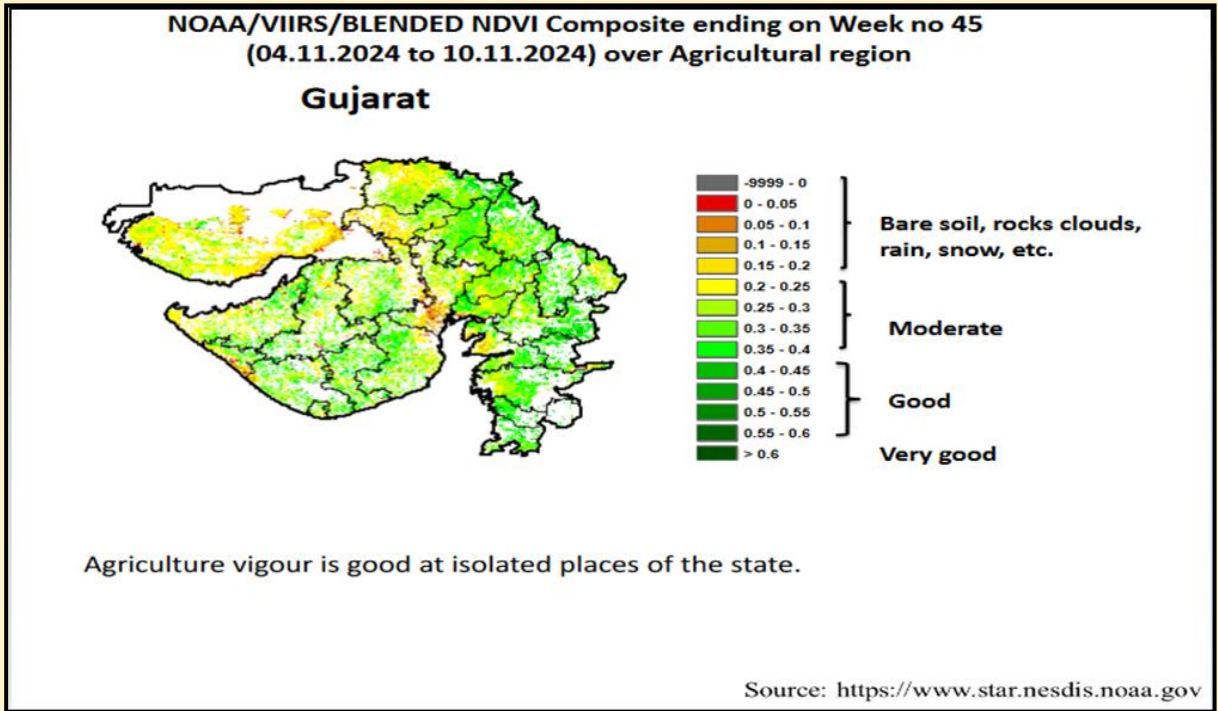 NOAA/VIIRS/BLENDED NDVI Composite ending on Week no 45
(04.11.2024 to 10.11.2024) over Agricultural region
Gujarat
-9999 - 0
0 - 0.05
0.05 - 0.1
0.1 - 0.15
0.15 - 0.2
Bare soil, rocks clouds,
rain, snow, etc.
0.2 - 0.25
0.25 - 0.3
0.3 - 0.35
0.35 - 0.4
Moderate
0.4 - 0.45
0.45 - 0.5
0.5 - 0.55
0.55 - 0.6
Good
> 0.6
Very good
Agriculture vigour is good at isolated places of the state.
Source: https://www.star.nesdis.noaa.gov